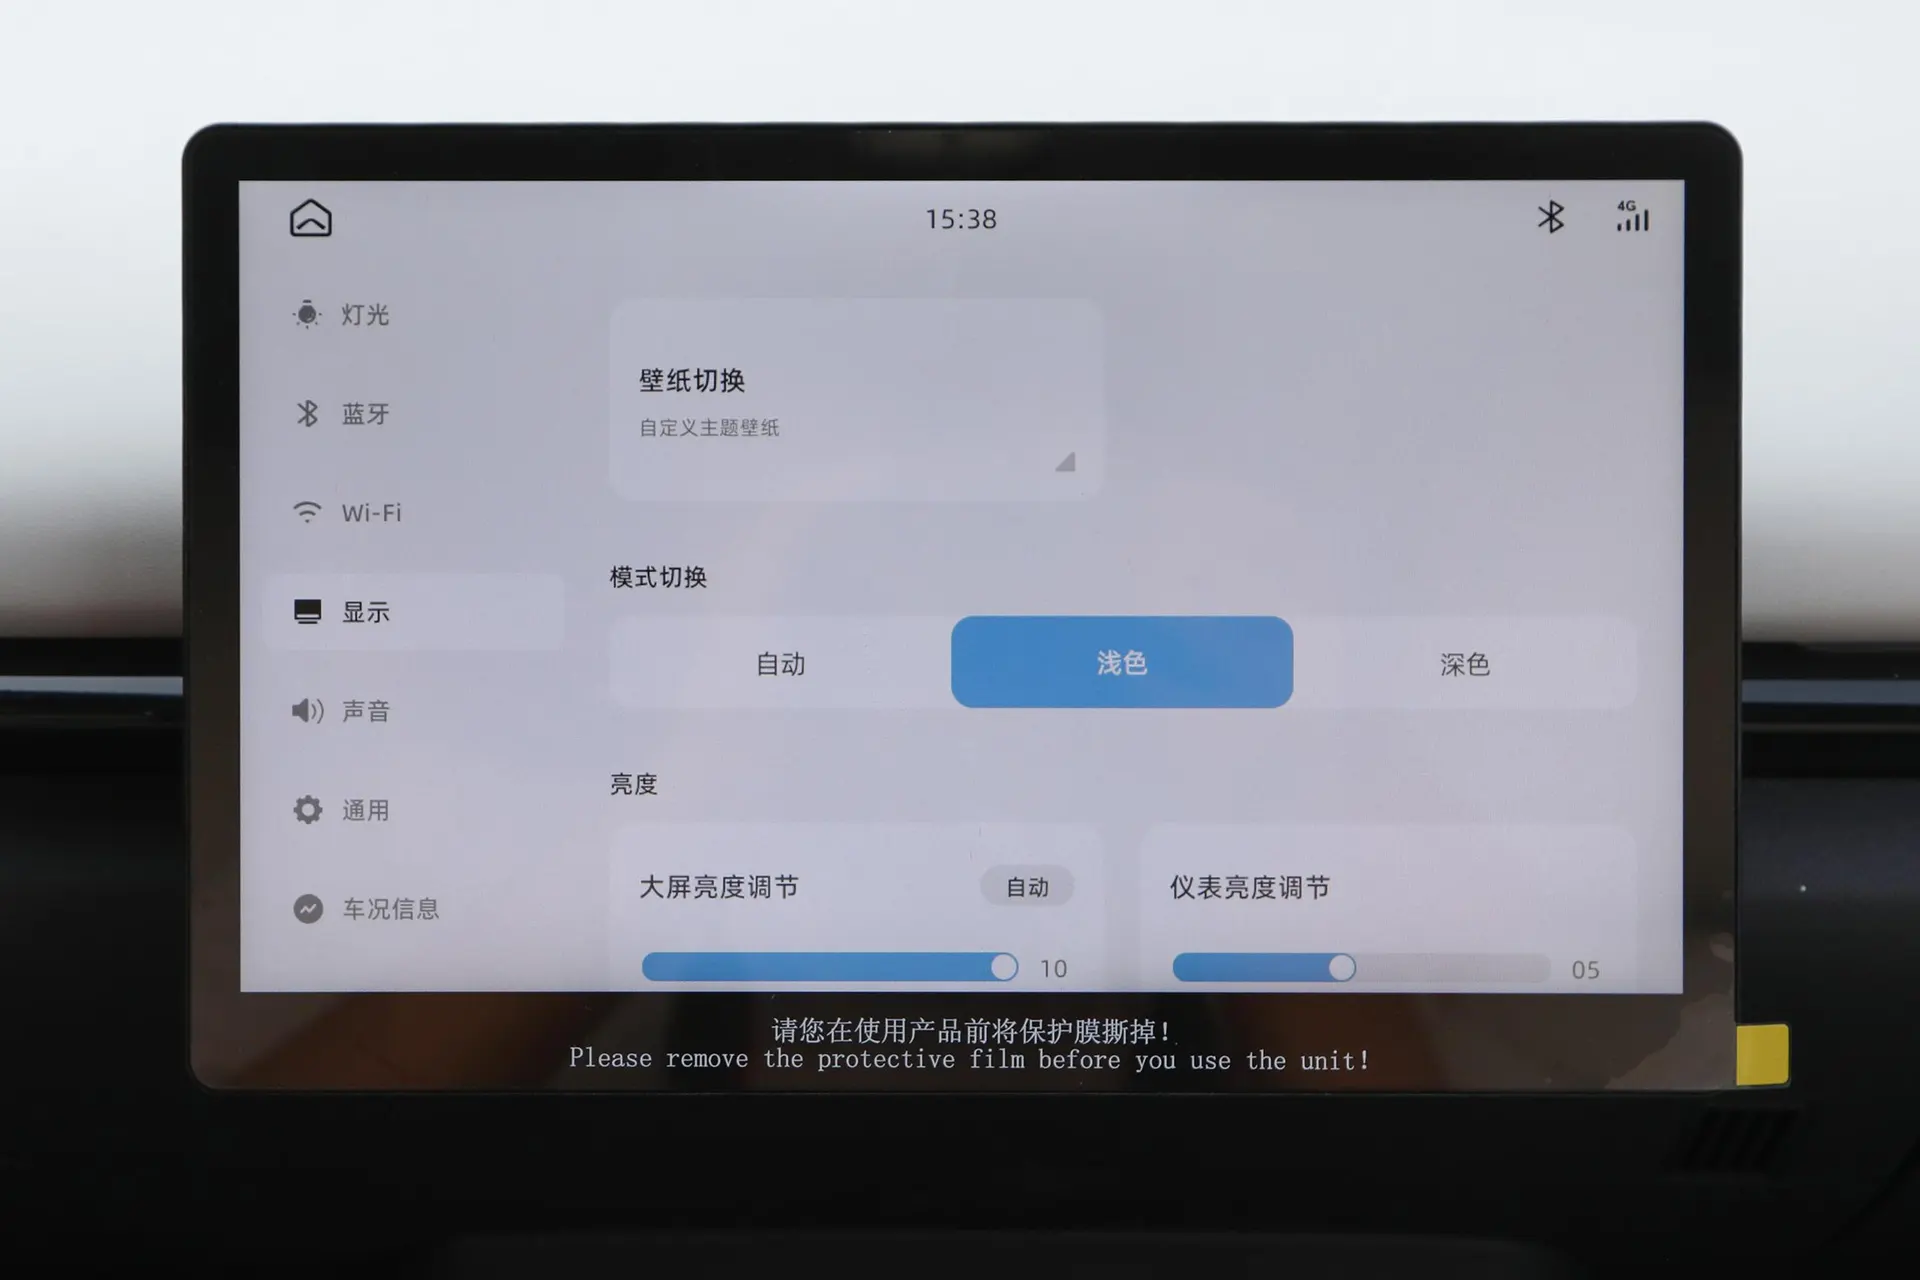 15:38
4G
灯光
蓝牙
Wi-Fi
显示
声音
通用
车况信息
壁纸切换
自定义主题壁纸
模式切换
自动 浅色 深色
亮度
大屏亮度调节 自动
10
仪表亮度调节
05
请您在使用产品前将保护膜撕掉！
Please remove the protective film before you use the unit!